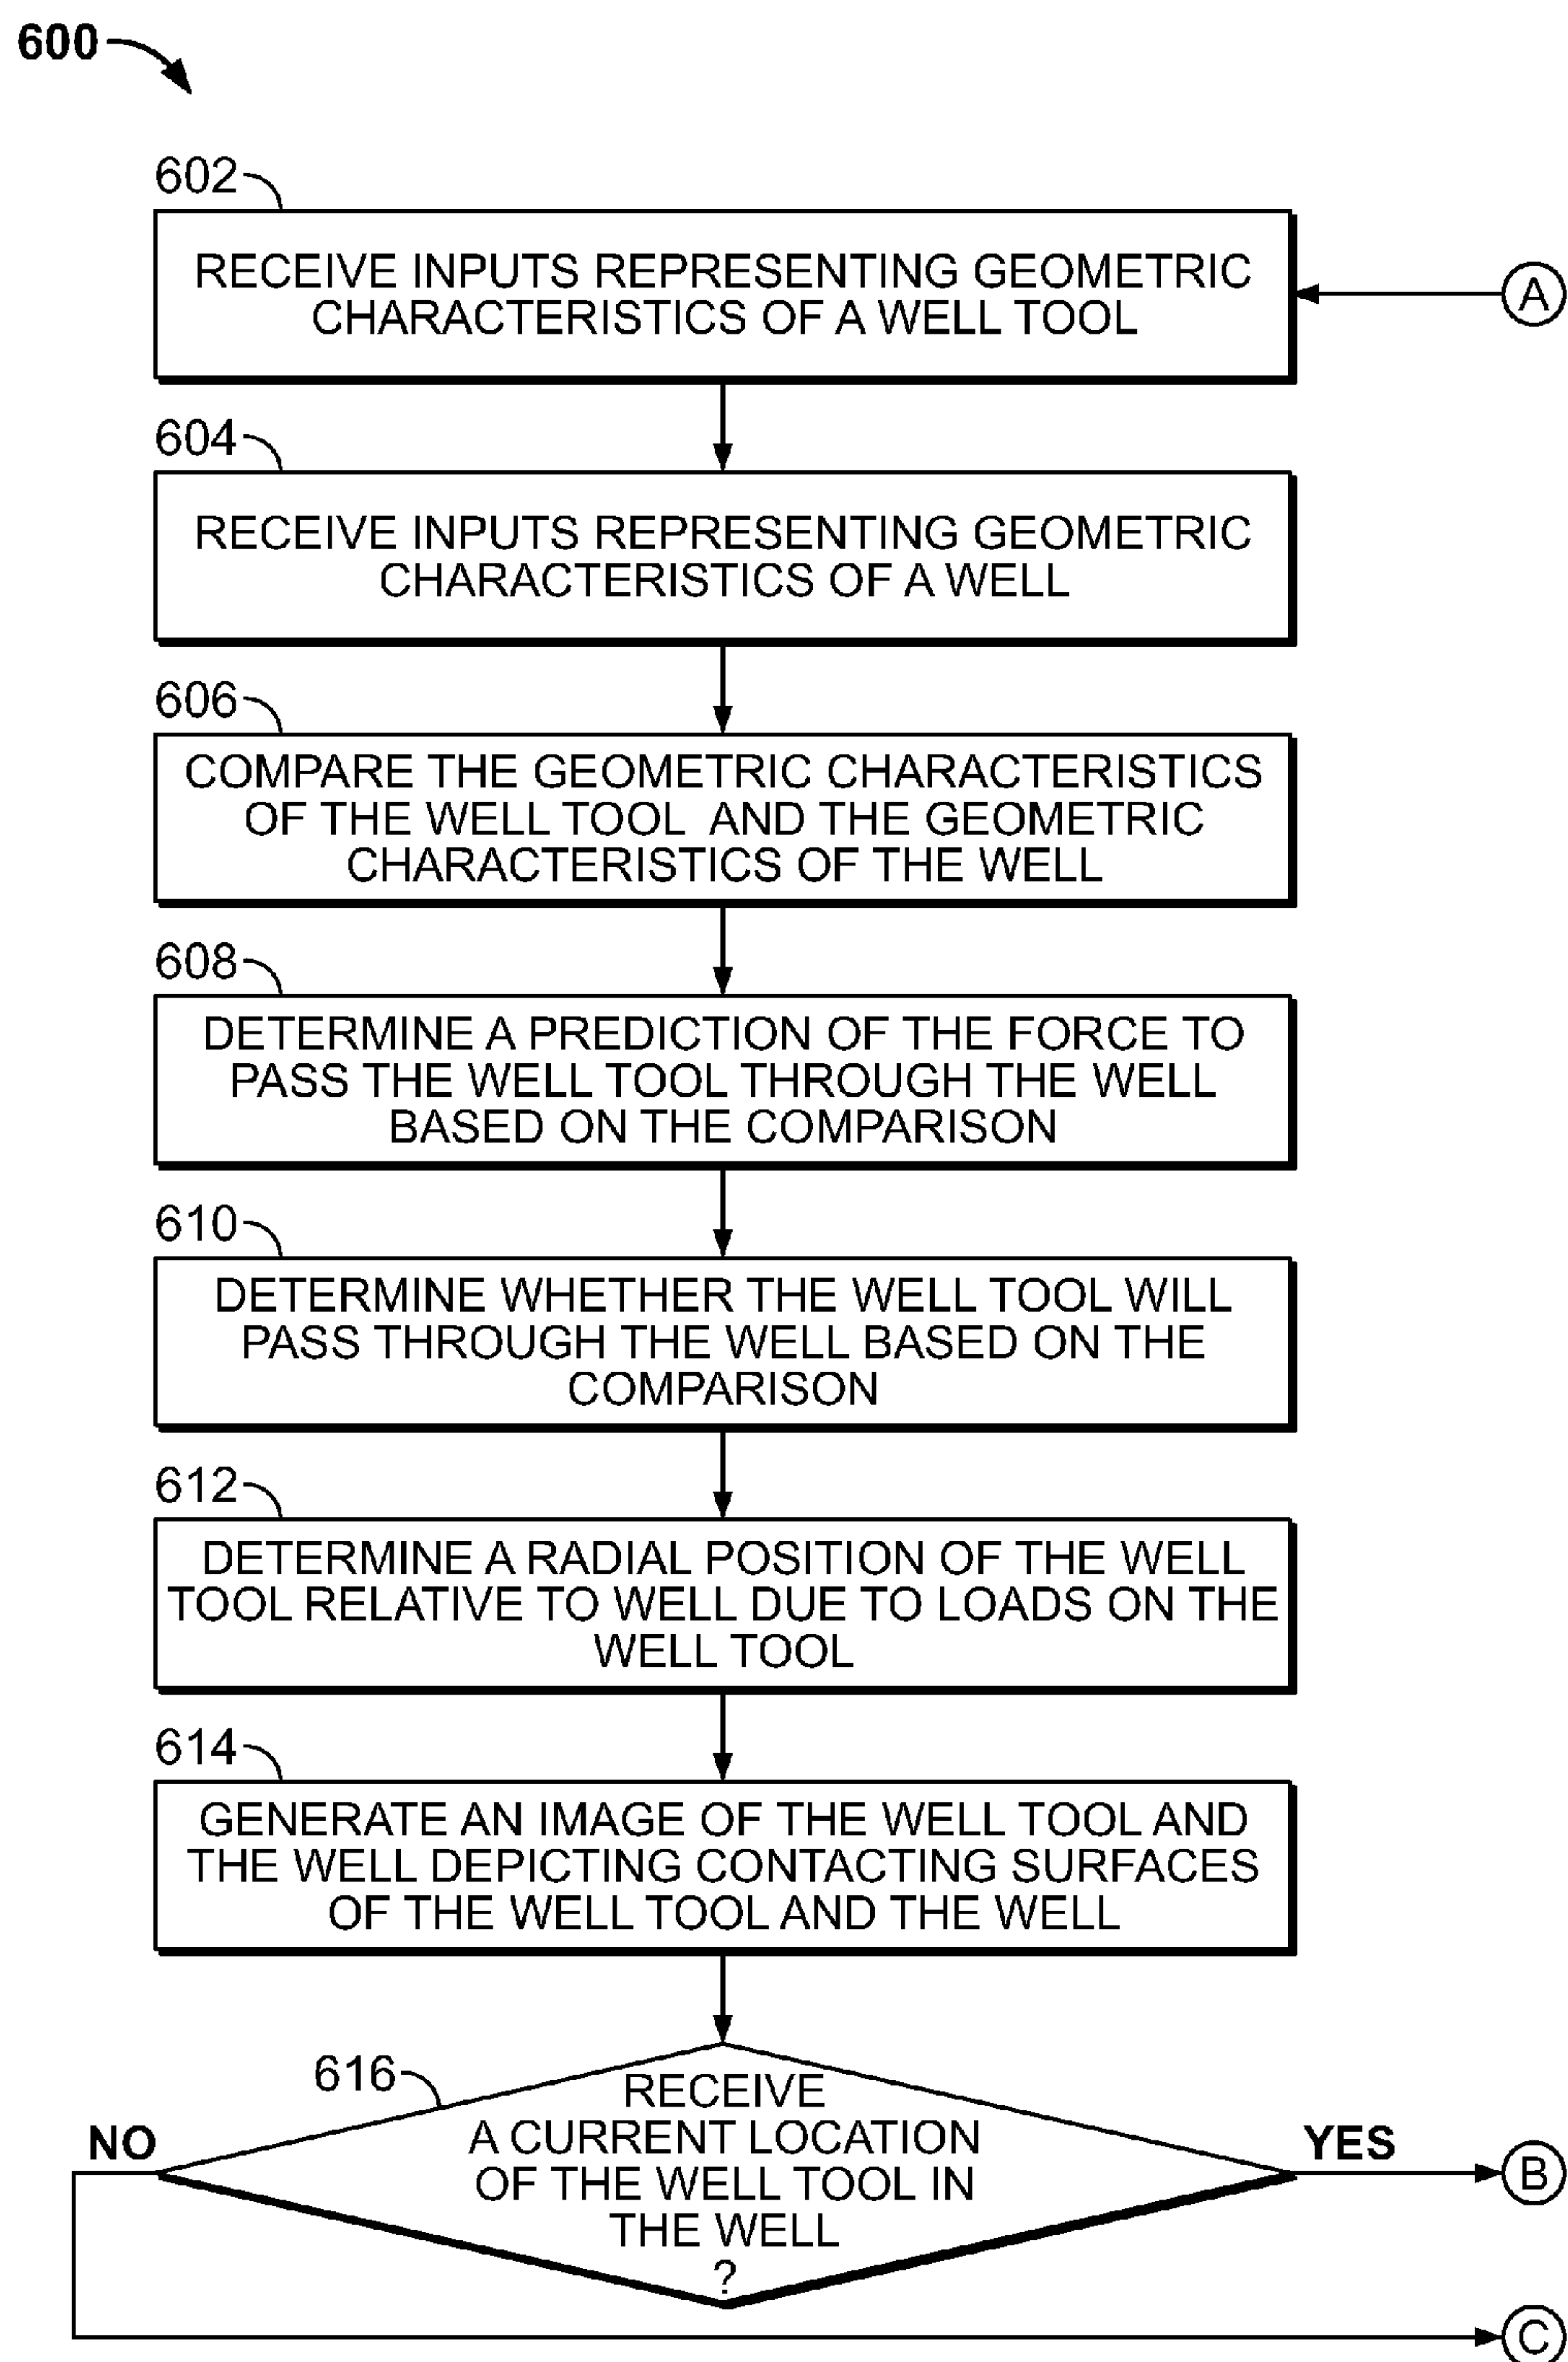 600
602
RECEIVE INPUTS REPRESENTING GEOMETRIC
CHARACTERISTICS OF A WELL TOOL
A
604
RECEIVE INPUTS REPRESENTING GEOMETRIC
CHARACTERISTICS OF A WELL
606
COMPARE THE GEOMETRIC CHARACTERISTICS
OF THE WELL TOOL AND THE GEOMETRIC
CHARACTERISTICS OF THE WELL
608
DETERMINE A PREDICTION OF THE FORCE TO
PASS THE WELL TOOL THROUGH THE WELL
BASED ON THE COMPARISON
610
DETERMINE WHETHER THE WELL TOOL WILL
PASS THROUGH THE WELL BASED ON THE
COMPARISON
612
DETERMINE A RADIAL POSITION OF THE WELL
TOOL RELATIVE TO WELL DUE TO LOADS ON THE
WELL TOOL
614
GENERATE AN IMAGE OF THE WELL TOOL AND
THE WELL DEPICTING CONTACTING SURFACES
OF THE WELL TOOL AND THE WELL
616
RECEIVE
A CURRENT LOCATION
OF THE WELL TOOL IN
THE WELL
?
NO
YES
B
C